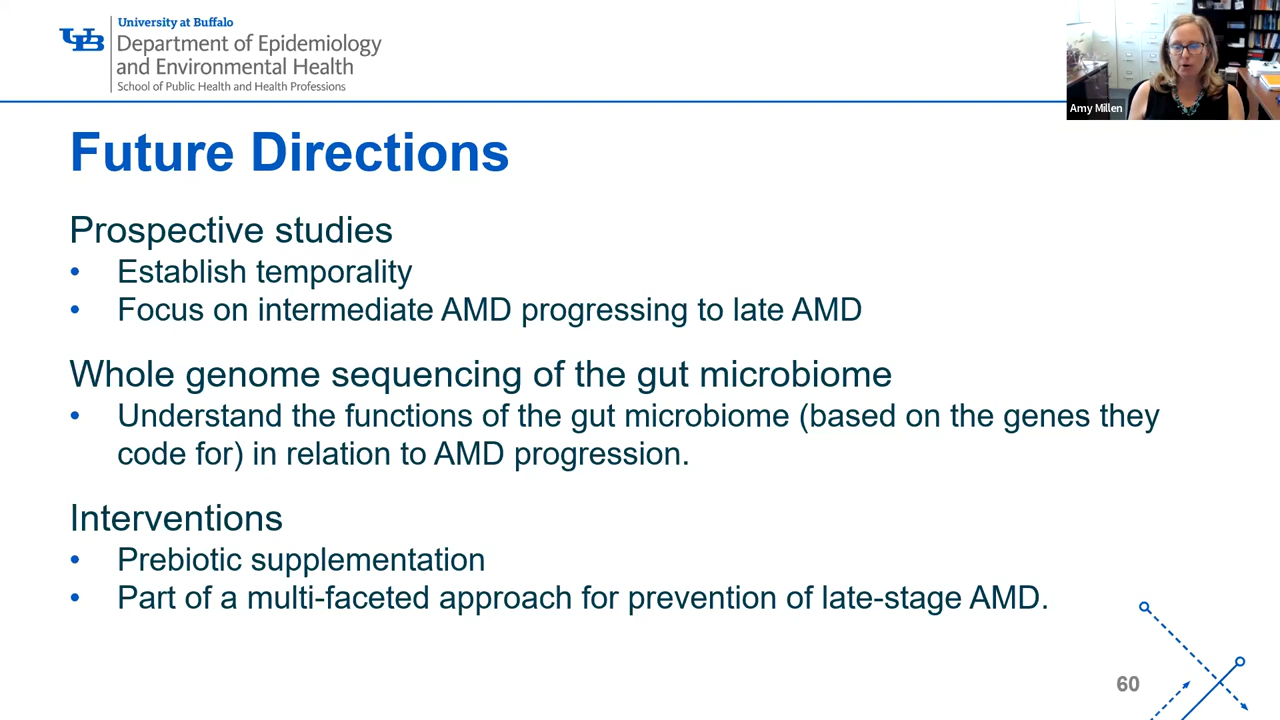 University at Buffalo
Department of Epidemiology
and Environmental Health
School of Public Health and Health Professions
Amy Millen
Future Directions
Prospective studies
• Establish temporality
• Focus on intermediate AMD progressing to late AMD
Whole genome sequencing of the gut microbiome
• Understand the functions of the gut microbiome (based on the genes they
code for) in relation to AMD progression.
Interventions
• Prebiotic supplementation
• Part of a multi-faceted approach for prevention of late-stage AMD.
60